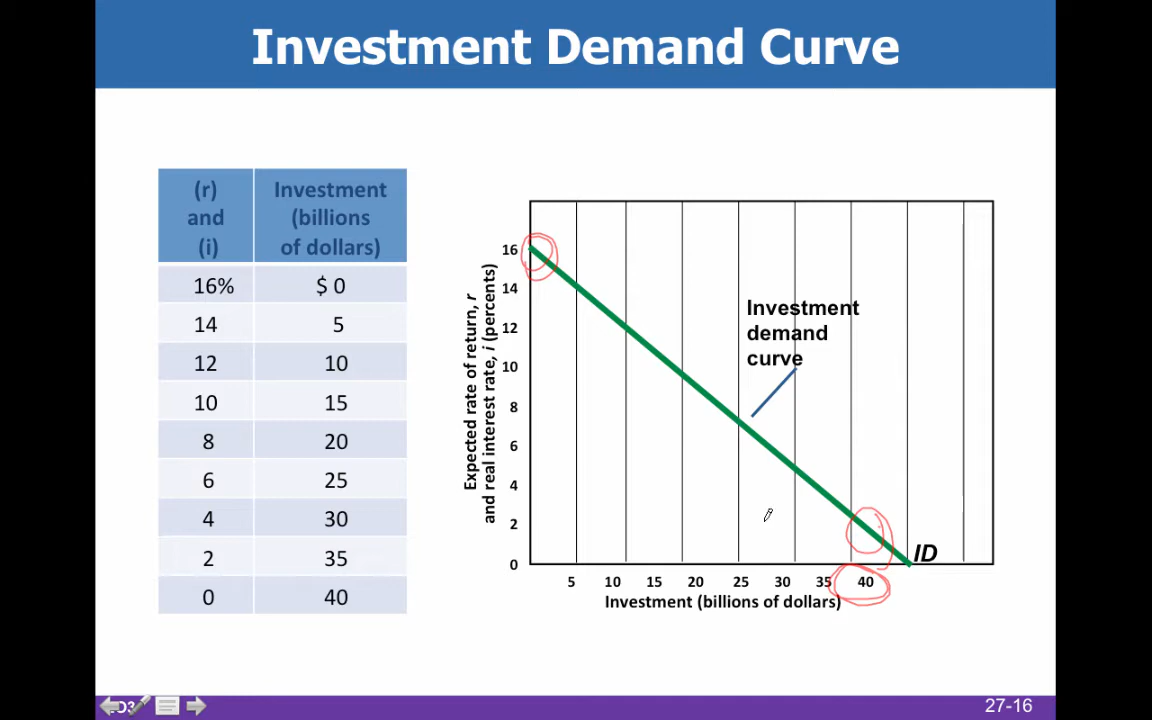 Investment Demand Curve
(r)
and
(i)
Investment
(billions
of dollars)
16% $ 0
14 5
12 10
10 15
8 20
6 25
4 30
2 35
0 40
Expected rate of return, r
and real interest rate, i (percents)
16
14
12
10
8
6
4
2
0
Investment
demand
curve
ID
5 10 15 20 25 30 35 40
Investment (billions of dollars)
27-16